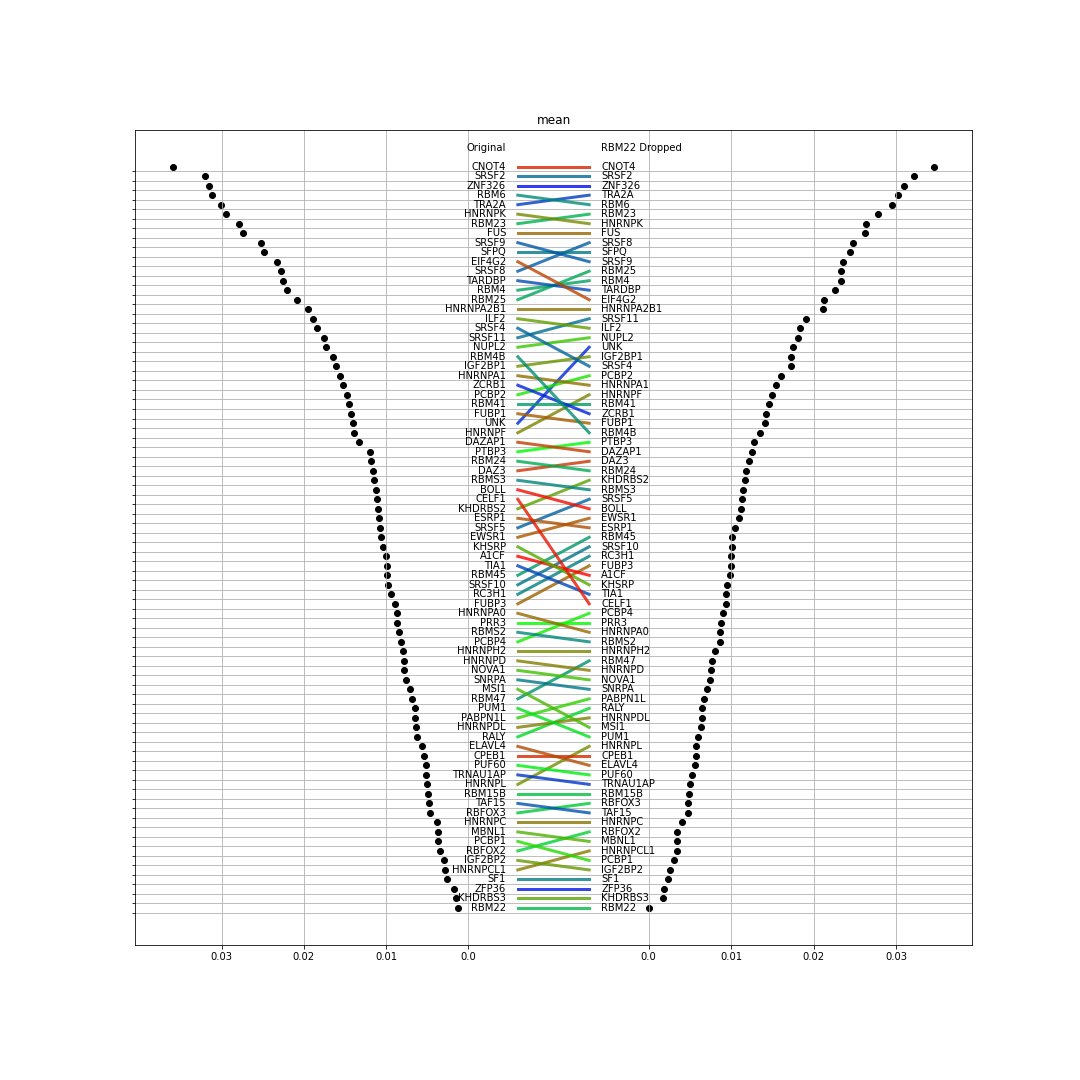 mean
Original RBM22 Dropped
CNOT4 CNOT4
SRSF2 SRSF2
ZNF326 ZNF326
RBM6 TRA2A
TRA2A RBM6
HNRNPK RBM23
RBM23 HNRNPK
FUS FUS
SRSF9 SRSF8
SFPQ SFPQ
EIF4G2 SRSF9
SRSF8 RBM25
TARDBP RBM4
RBM4 TARDBP
RBM25 EIF4G2
HNRNPA2B1 HNRNPA2B1
ILF2 SRSF11
SRSF4 ILF2
SRSF11 NUPL2
NUPL2 UNK
RBM4B IGF2BP1
IGF2BP1 SRSF4
HNRNPA1 PCBP2
ZCRB1 HNRNPA1
PCBP2 HNRNPF
RBM41 RBM41
FUBP1 ZCRB1
UNK FUBP1
HNRNPF RBM4B
DAZAP1 PTBP3
PTBP3 DAZAP1
RBM24 DAZ3
DAZ3 RBM24
RBMS3 KHDRBS2
BOLL RBMS3
CELF1 SRSF5
KHDRBS2 BOLL
ESRP1 EWSR1
SRSF5 ESRP1
EWSR1 RBM45
KHSRP SRSF10
A1CF RC3H1
TIA1 FUBP3
RBM45 A1CF
SRSF10 KHSRP
RC3H1 TIA1
FUBP3 CELF1
HNRNPA0 PCBP4
PRR3 PRR3
RBMS2 HNRNPA0
PCBP4 RBMS2
HNRNPH2 HNRNPH2
HNRNPD RBM47
NOVA1 HNRNPD
SNRPA NOVA1
MSI1 SNRPA
RBM47 PABPN1L
PUM1 RALY
PABPN1L HNRNPDL
HNRNPDL MSI1
RALY PUM1
ELAVL4 HNRNPL
CPEB1 CPEB1
PUF60 ELAVL4
TRNAU1AP PUF60
HNRNPL TRNAU1AP
RBM15B RBM15B
TAF15 RBFOX3
RBFOX3 TAF15
HNRNPC HNRNPC
MBNL1 RBFOX2
PCBP1 MBNL1
RBFOX2 HNRNPCL1
IGF2BP2 PCBP1
HNRNPCL1 IGF2BP2
SF1 SF1
ZFP36 ZFP36
KHDRBS3 KHDRBS3
RBM22 RBM22
0.03 0.02 0.01 0.0 0.0 0.01 0.02 0.03